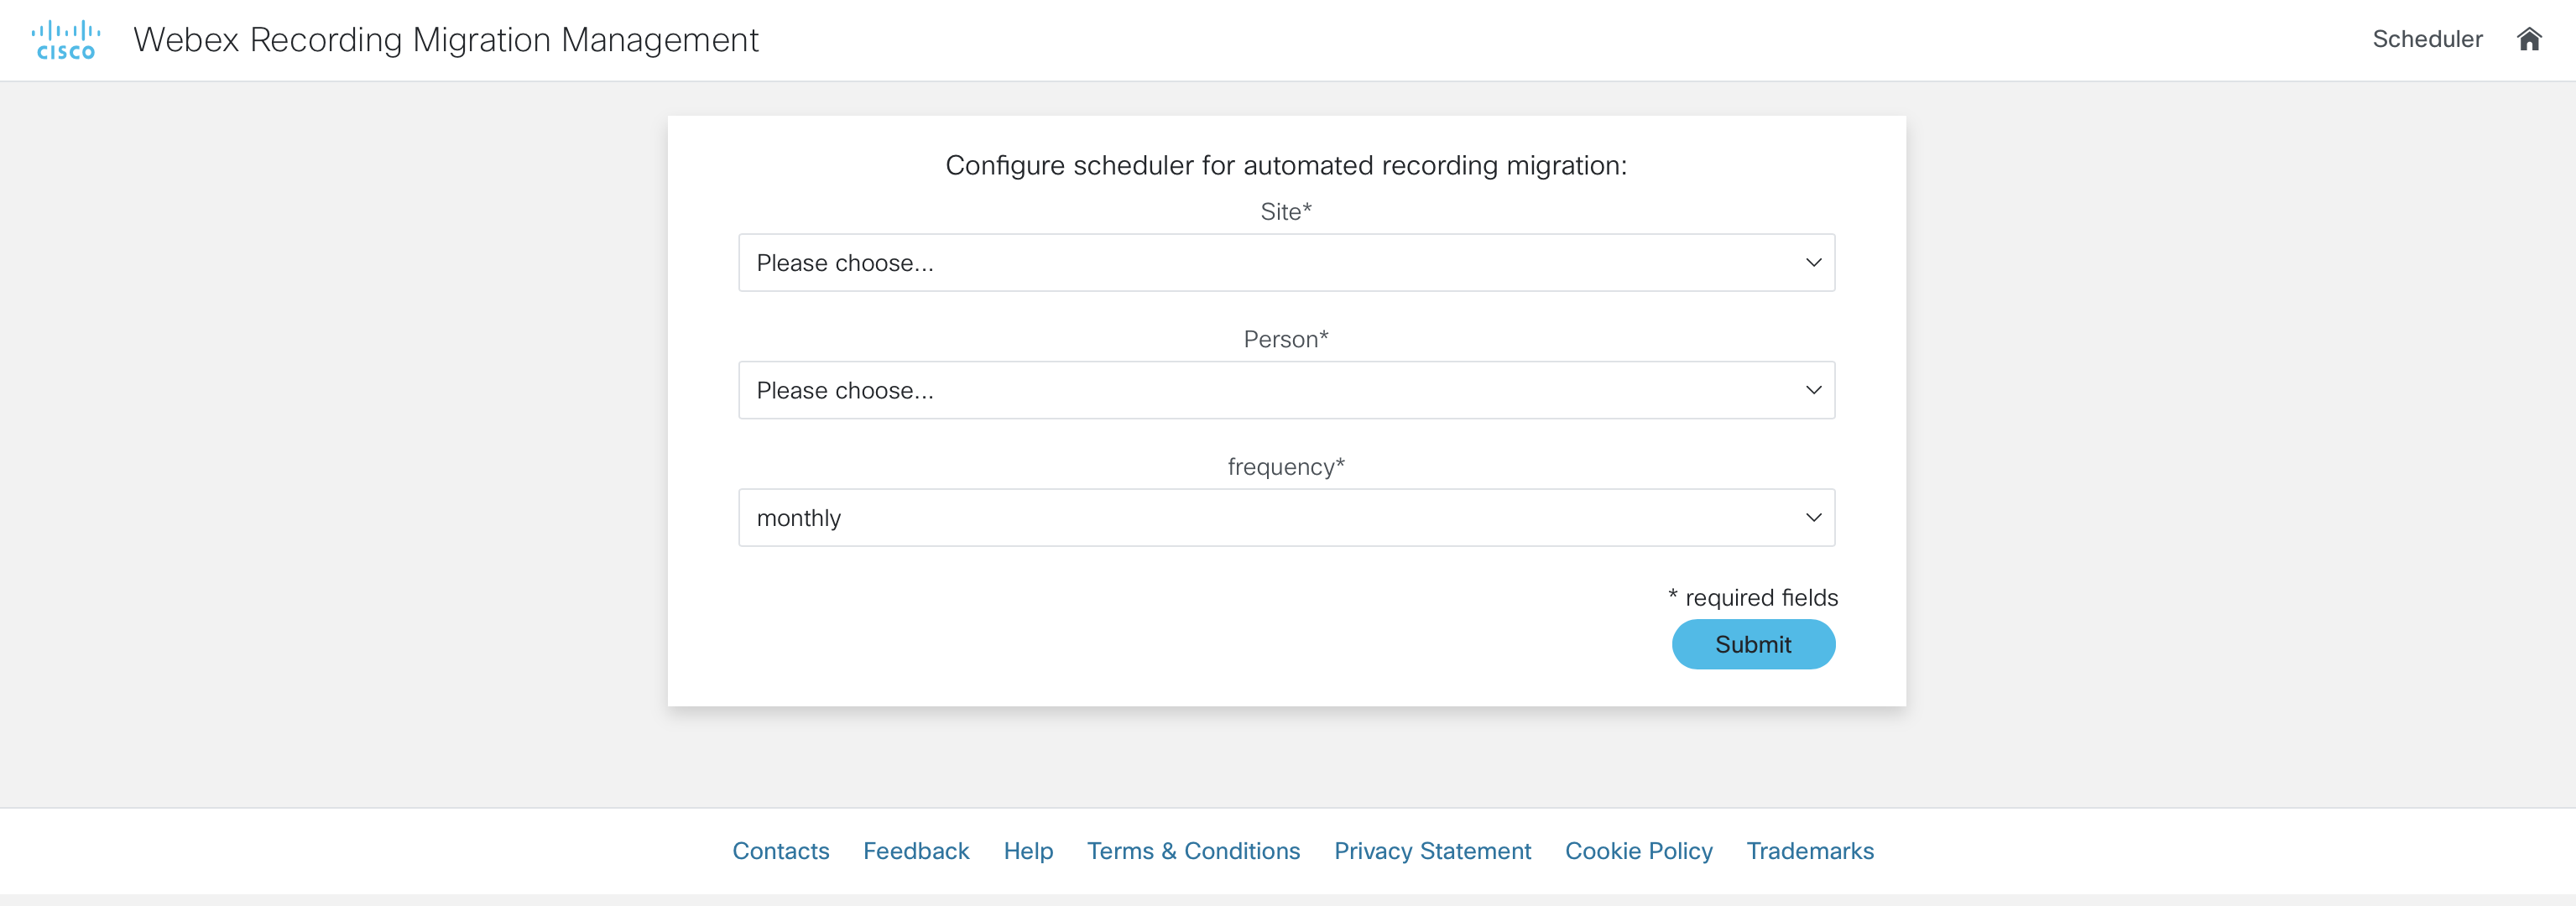 CISCO
Webex Recording Migration Management
Scheduler
Configure scheduler for automated recording migration:
Site*
Please choose...
Person*
Please choose...
frequency*
monthly
* required fields
Submit
Contacts Feedback Help Terms & Conditions Privacy Statement Cookie Policy Trademarks